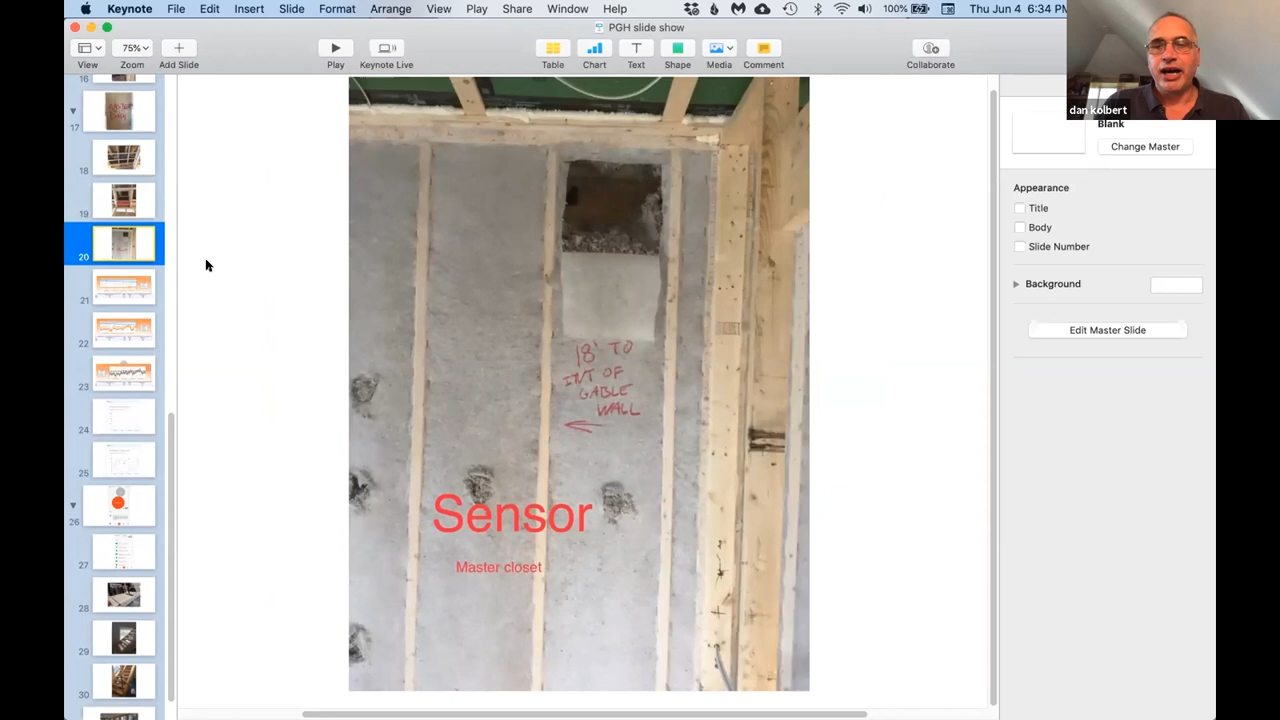 Keynote File Edit Insert Slide Format Arrange View Play Share Window Help 100% Thu Jun 4 6:34 PM
PGH slide show
75%
View Zoom Add Slide Play Keynote Live Table Chart Text Shape Media Comment Collaborate
dan kolbert
Blank
Change Master
Appearance
Title
Body
Slide Number
Background
Edit Master Slide
16
17
18
19
20
21
22
23
24
25
26
27
28
29
30
18' TO
INT OF
GABLE
WALL
Sensor
Master closet